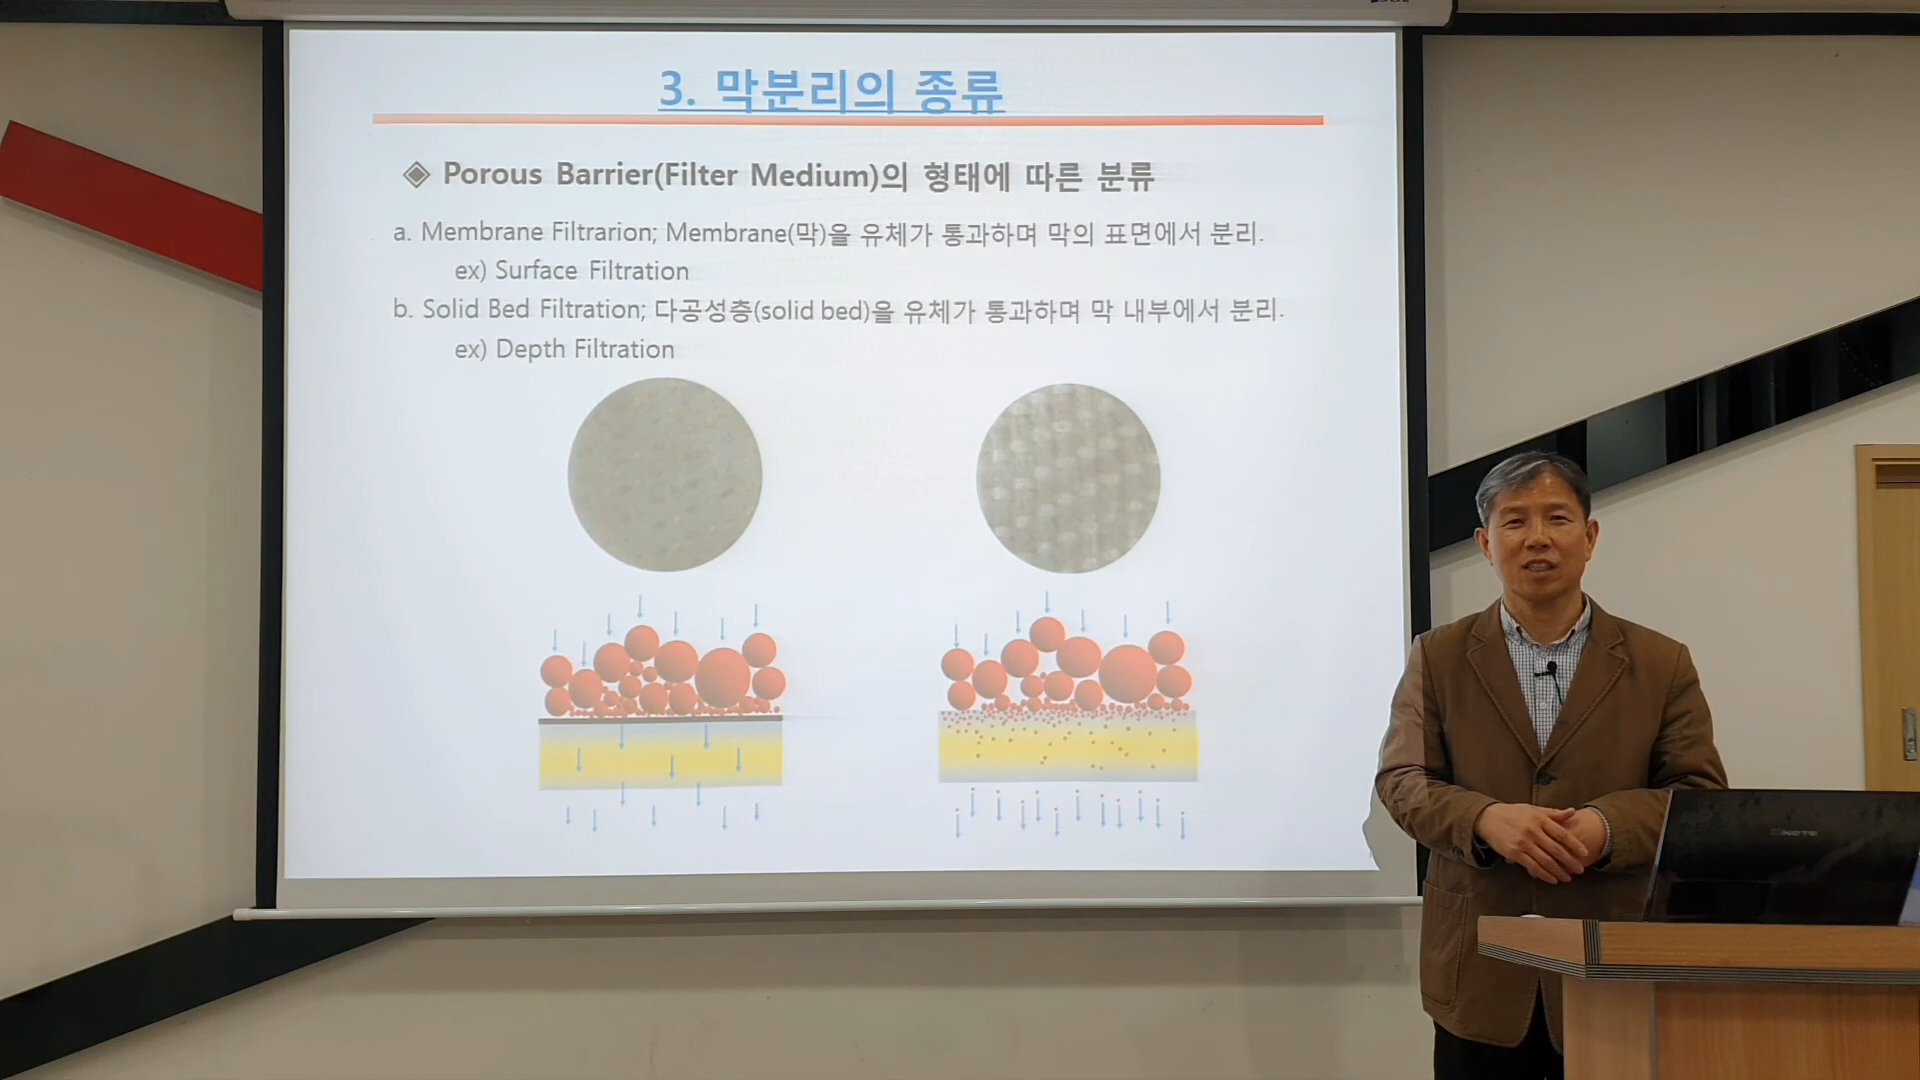 3. 막분리의 종류
◈ Porous Barrier(Filter Medium)의 형태에 따른 분류
a. Membrane Filtrarion; Membrane(막)을 유체가 통과하며 막의 표면에서 분리.
ex) Surface Filtration
b. Solid Bed Filtration; 다공성층(solid bed)을 유체가 통과하며 막 내부에서 분리.
ex) Depth Filtration